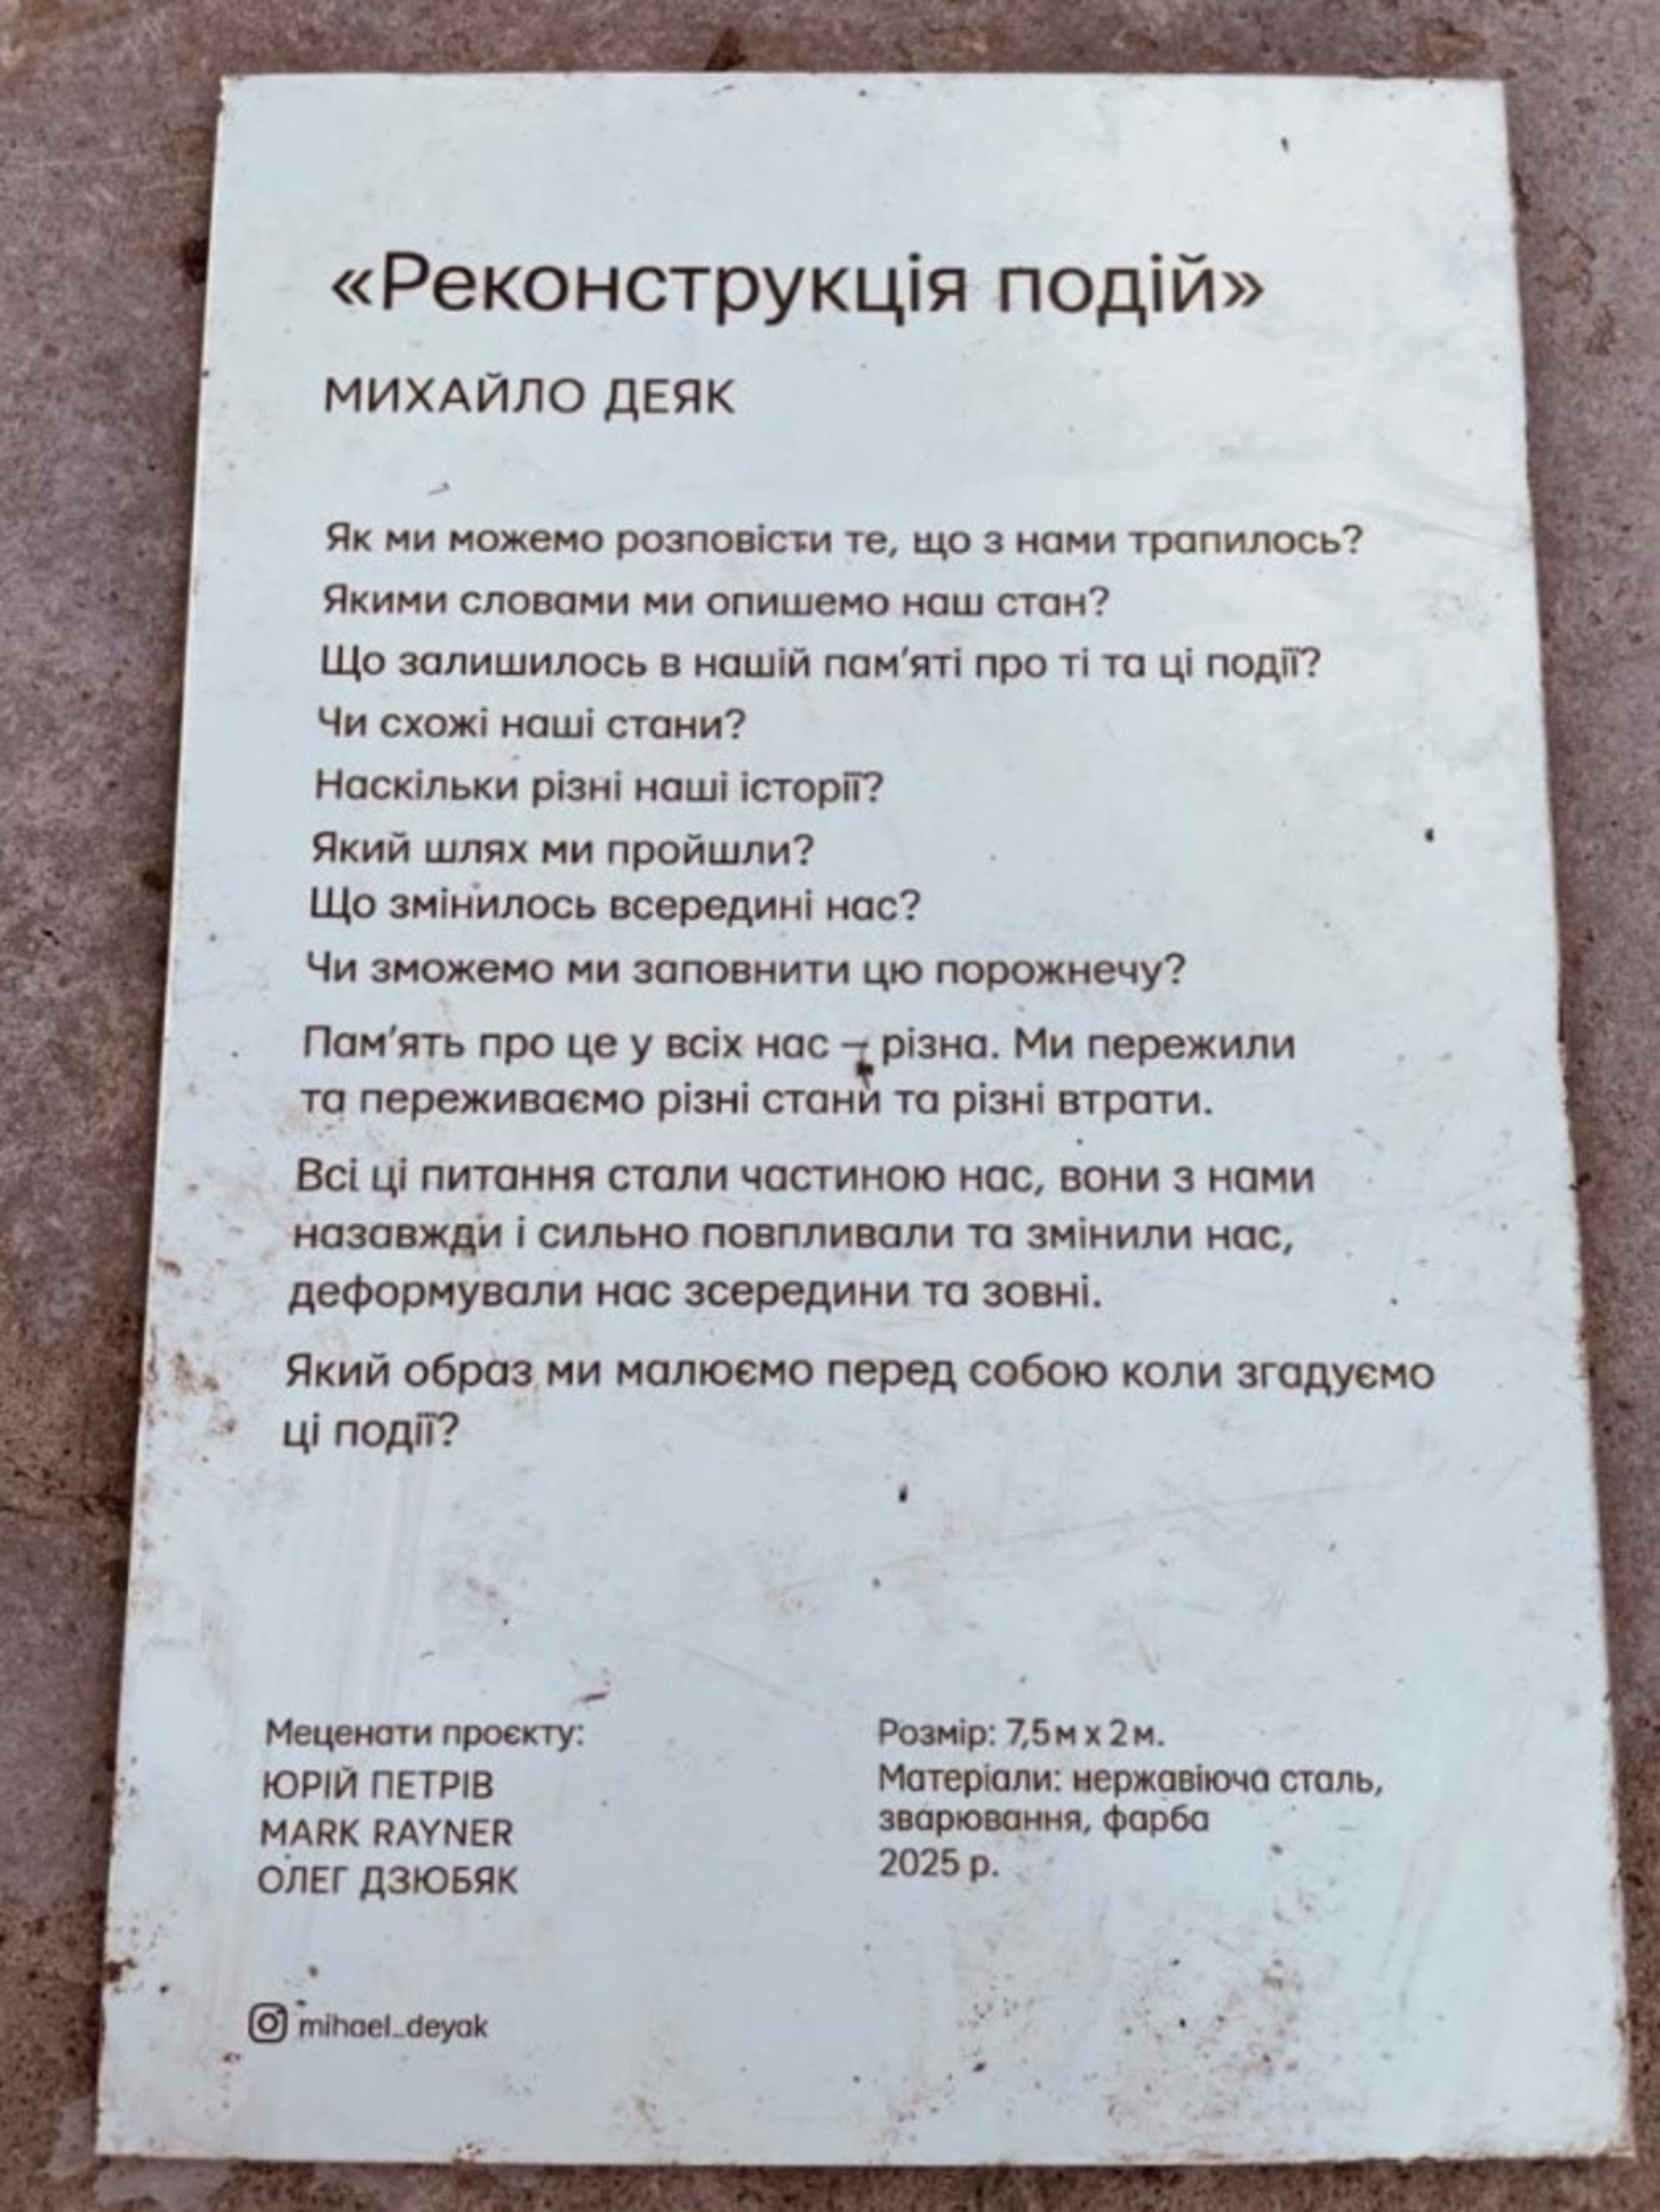 «Реконструкція подій»
МИХАЙЛО ДЕЯК
Як ми можемо розповісти те, що з нами трапилось?
Якими словами ми опишемо наш стан?
Що залишилось в нашій пам’яті про ті та ці події?
Чи схожі наші стани?
Наскільки різні наші історії?
Який шлях ми пройшли?
Що змінилось всередині нас?
Чи зможемо ми заповнити цю порожнечу?
Пам’ять про це у всіх нас – різна. Ми пережили
та переживаємо різні стани та різні втрати.
Всі ці питання стали частиною нас, вони з нами
назавжди і сильно повпливали та змінили нас,
деформували нас зсередини та зовні.
Який образ ми малюємо перед собою коли згадуємо
ці події?
Меценати проєкту:
ЮРІЙ ПЕТРІВ
MARK RAYNER
ОЛЕГ ДЗЮБЯК
Розмір: 7,5м х 2м.
Матеріали: нержавіюча сталь,
зварювання, фарба
2025 р.
mihael_deyak